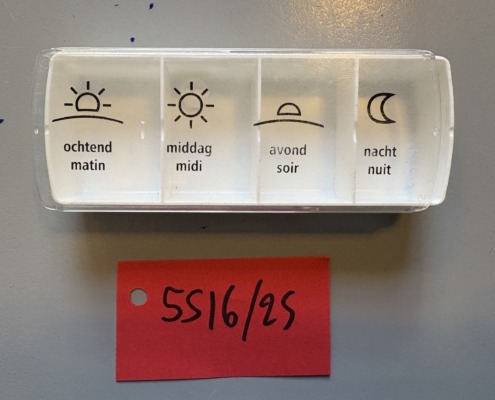 ochtend
matin
middag
midi
avond
soir
nacht
nuit
5516/25